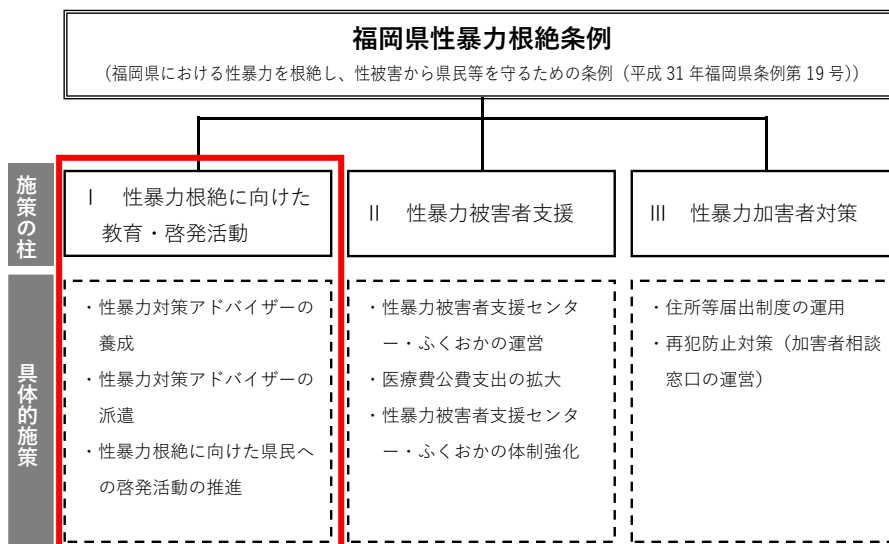 福岡県性暴力根絶条例
（福岡県における性暴力を根絶し、性被害から県民等を守るための条例（平成 31 年福岡県条例第 19 号））
施策の柱
Ⅰ　性暴力根絶に向けた
教育・啓発活動
Ⅱ　性暴力被害者支援
Ⅲ　性暴力加害者対策
具体的施策
・性暴力対策アドバイザーの
養成
・性暴力対策アドバイザーの
派遣
・性暴力根絶に向けた県民へ
の啓発活動の推進
・性暴力被害者支援センタ
ー・ふくおかの運営
・医療費公費支出の拡大
・性暴力被害者支援センタ
ー・ふくおかの体制強化
・住所等届出制度の運用
・再犯防止対策（加害者相談
窓口の運営）